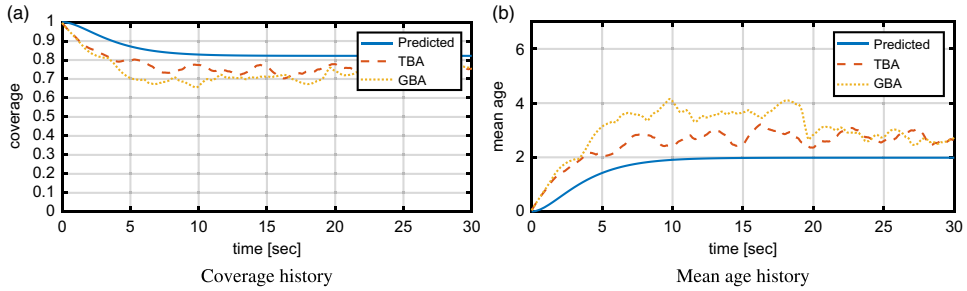 (a)
1
0.9
0.8
0.7
0.6
0.5
0.4
0.3
0.2
0.1
0
coverage
Predicted
TBA
GBA
0 5 10 15 20 25 30
time [sec]
Coverage history
(b)
6
4
2
0
mean age
Predicted
TBA
GBA
0 5 10 15 20 25 30
time [sec]
Mean age history